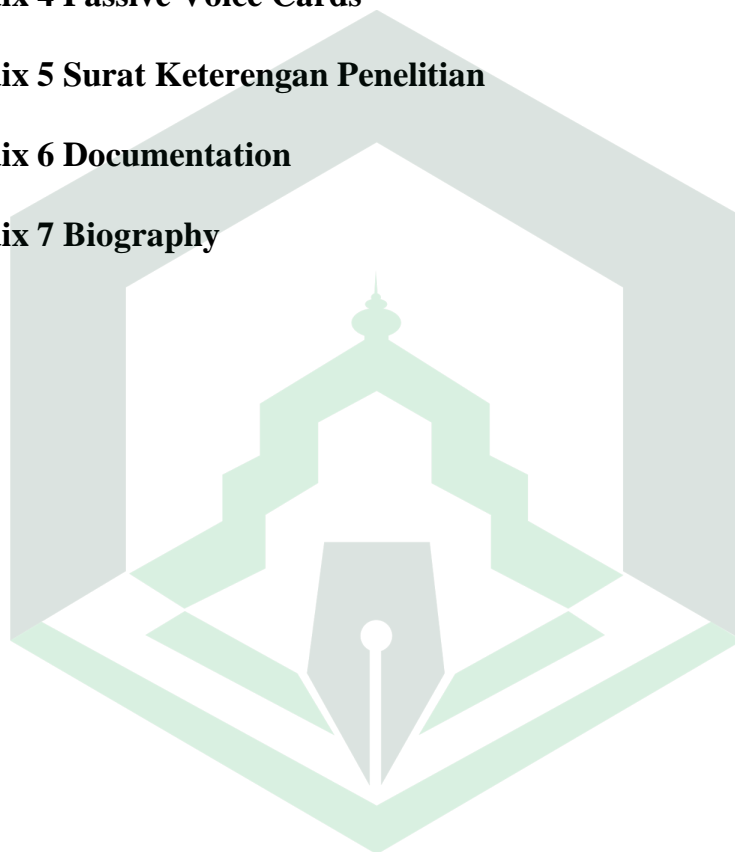 ix 4 Passive Voice Cards
ix 5 Surat Keterengan Penelitian
ix 6 Documentation
ix 7 Biography